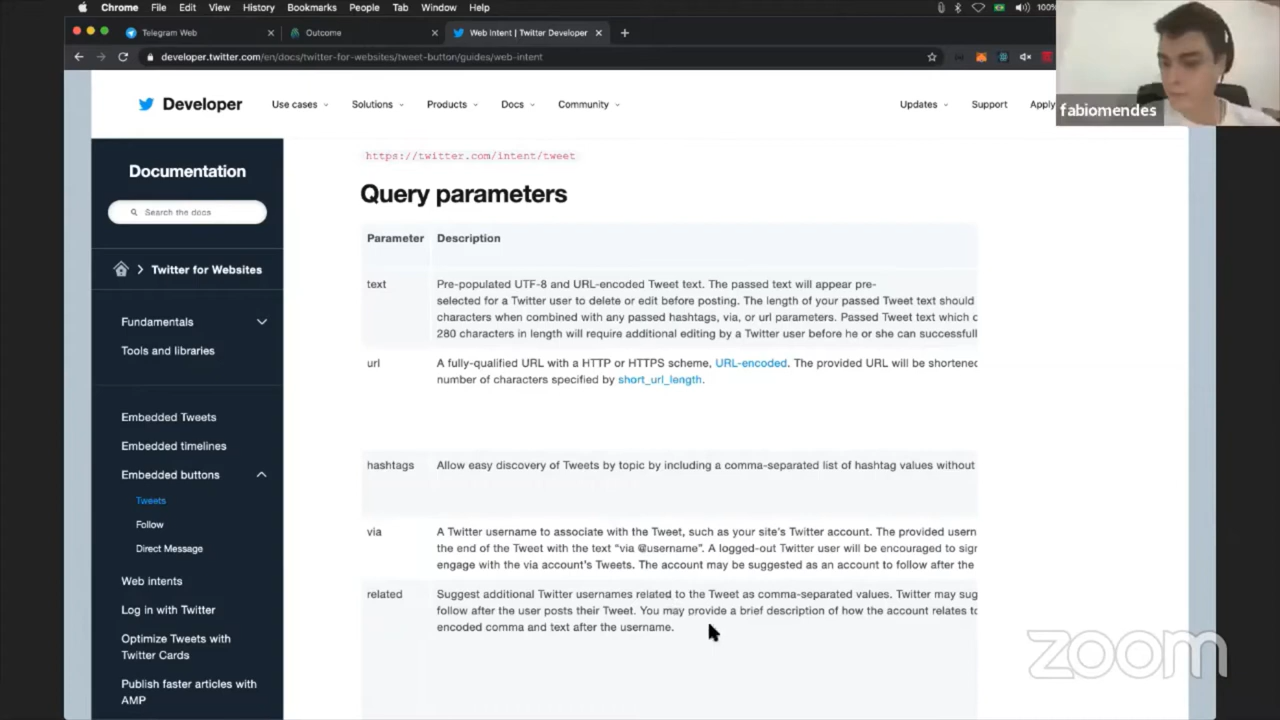 Chrome File Edit View History Bookmarks People Tab Window Help 100%
Telegram Web Outcome Web Intent | Twitter Developer
developer.twitter.com/en/docs/twitter-for-websites/tweet-button/guides/web-intent
fabiomendes
Developer Use cases Solutions Products Docs Community Updates Support Apply
Documentation
Search the docs
Twitter for Websites
Fundamentals
Tools and libraries
Embedded Tweets
Embedded timelines
Embedded buttons
Tweets
Follow
Direct Message
Web intents
Log in with Twitter
Optimize Tweets with
Twitter Cards
Publish faster articles with
AMP
https://twitter.com/intent/tweet
Query parameters
Parameter Description
text Pre-populated UTF-8 and URL-encoded Tweet text. The passed text will appear pre-
selected for a Twitter user to delete or edit before posting. The length of your passed Tweet text should
characters when combined with any passed hashtags, via, or url parameters. Passed Tweet text which
280 characters in length will require additional editing by a Twitter user before he or she can successfull
url A fully-qualified URL with a HTTP or HTTPS scheme, URL-encoded. The provided URL will be shortened
number of characters specified by short_url_length.
hashtags Allow easy discovery of Tweets by topic by including a comma-separated list of hashtag values without
via A Twitter username to associate with the Tweet, such as your site's Twitter account. The provided usern
the end of the Tweet with the text “via @username”. A logged-out Twitter user will be encouraged to sign
engage with the via account's Tweets. The account may be suggested as an account to follow after the
related Suggest additional Twitter usernames related to the Tweet as comma-separated values. Twitter may sug
follow after the user posts their Tweet. You may provide a brief description of how the account relates to
encoded comma and text after the username.
zoom